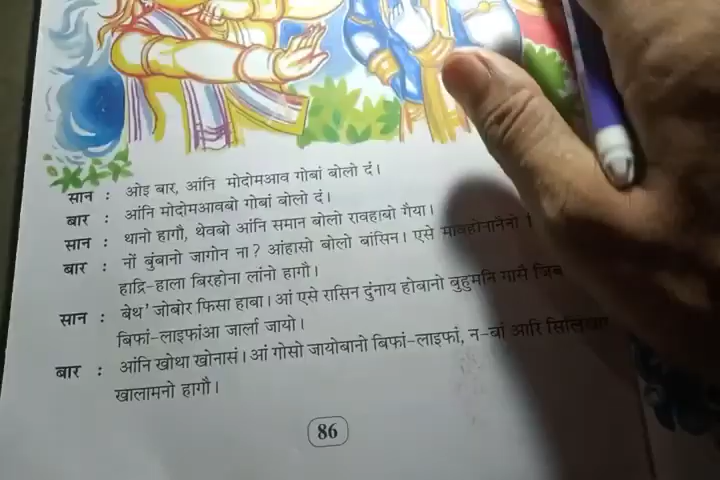 सान : ओइ बार, आंनि मोदोमआव गोबां बोलो दं।
बार : आंनि मोदोमआवबो गोबां बोलो दं।
सान : थानो हागौ, थेवबो आंनि समान बोलो रावहाबो गैया।
बार : नों बुंबानो जागोन ना? आंहासो बोलो बांसिन। एसे
हाद्रि-हाला बिरहोना लांनो हागौ।
सान : बेथ' जोबोर फिसा हाबा। आं एसे रासिन दुंनाय होबानो बुहुमनि गासै
बिफां-लाइफांआ जार्ला जायो।
बार : आंनि खोथा खोनासं। आं गोसो जायोबानो बिफां-लाइफां, न-बां आरि
खालामनो हागौ।
86